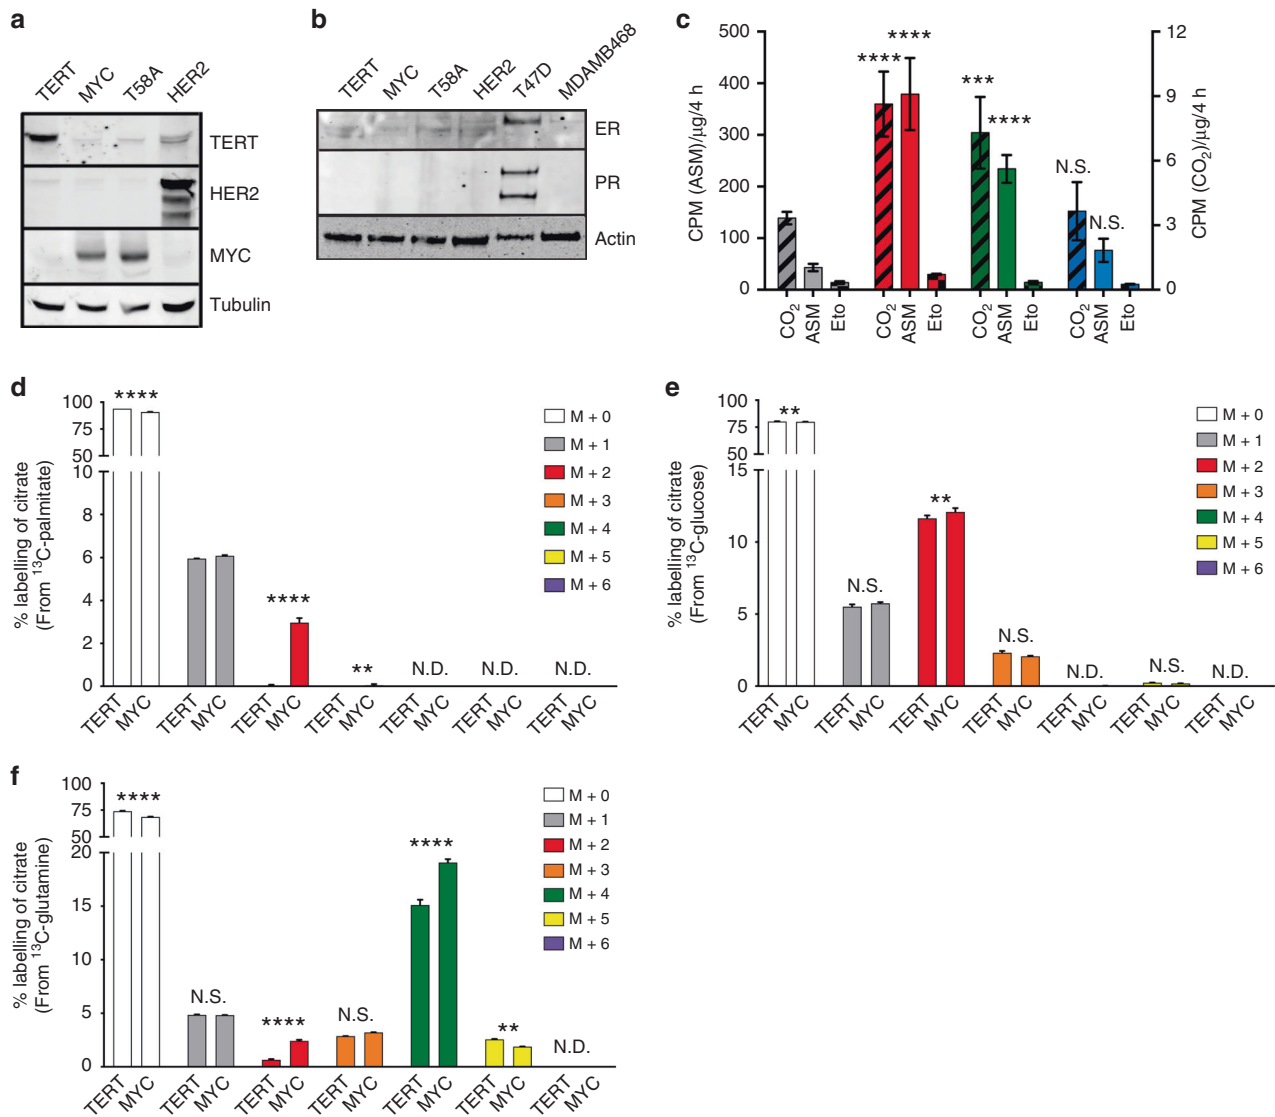 a
TERT MYC T58A HER2
TERT
HER2
MYC
Tubulin
b
TERT MYC T58A HER2 T47D MDAMB468
ER
PR
Actin
c
CPM (ASM)/µg/4 h
500
400
300
200
100
0
**** **** *** **** N.S. N.S.
12
9
6
3
0
CPM (CO2)/µg/4 h
CO2 ASM Eto CO2 ASM Eto CO2 ASM Eto CO2 ASM Eto
d
% labelling of citrate
(From 13C-palmitate)
100
75
50
10
8
6
4
2
0
**** **** ** N.D. N.D. N.D.
M + 0
M + 1
M + 2
M + 3
M + 4
M + 5
M + 6
TERT MYC TERT MYC TERT MYC TERT MYC TERT MYC TERT MYC TERT MYC
e
% labelling of citrate
(From 13C-glucose)
100
75
50
15
10
5
0
** N.S. ** N.S. N.D. N.S. N.D.
M + 0
M + 1
M + 2
M + 3
M + 4
M + 5
M + 6
TERT MYC TERT MYC TERT MYC TERT MYC TERT MYC TERT MYC TERT MYC
f
% labelling of citrate
(From 13C-glutamine)
100
75
50
20
15
10
5
0
**** N.S. **** N.S. **** ** N.D.
M + 0
M + 1
M + 2
M + 3
M + 4
M + 5
M + 6
TERT MYC TERT MYC TERT MYC TERT MYC TERT MYC TERT MYC TERT MYC